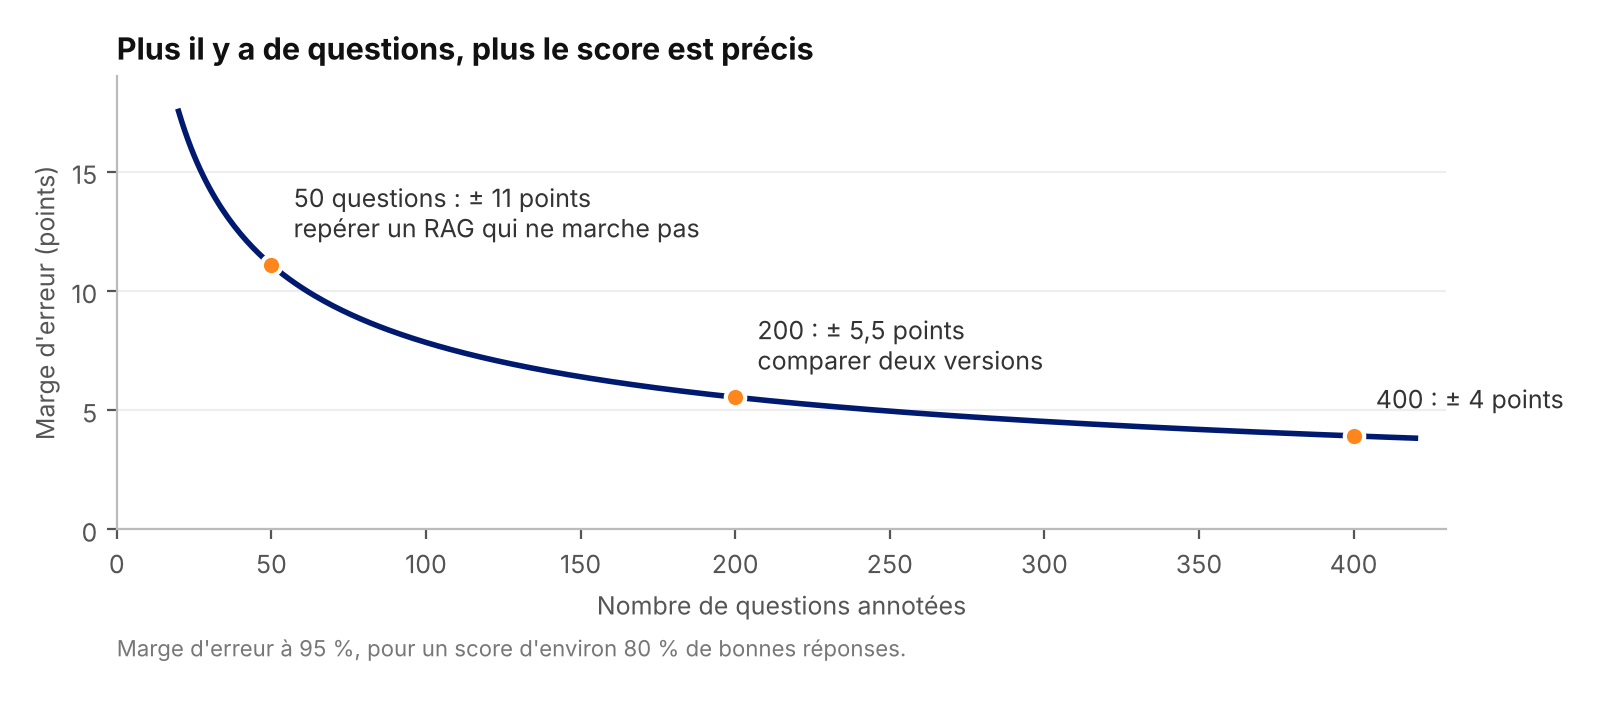 Plus il y a de questions, plus le score est précis
Marge d'erreur (points)
15
10
5
0
50 questions : ± 11 points
repérer un RAG qui ne marche pas
200 : ± 5,5 points
comparer deux versions
400 : ± 4 points
0 50 100 150 200 250 300 350 400
Nombre de questions annotées
Marge d'erreur à 95 %, pour un score d'environ 80 % de bonnes réponses.